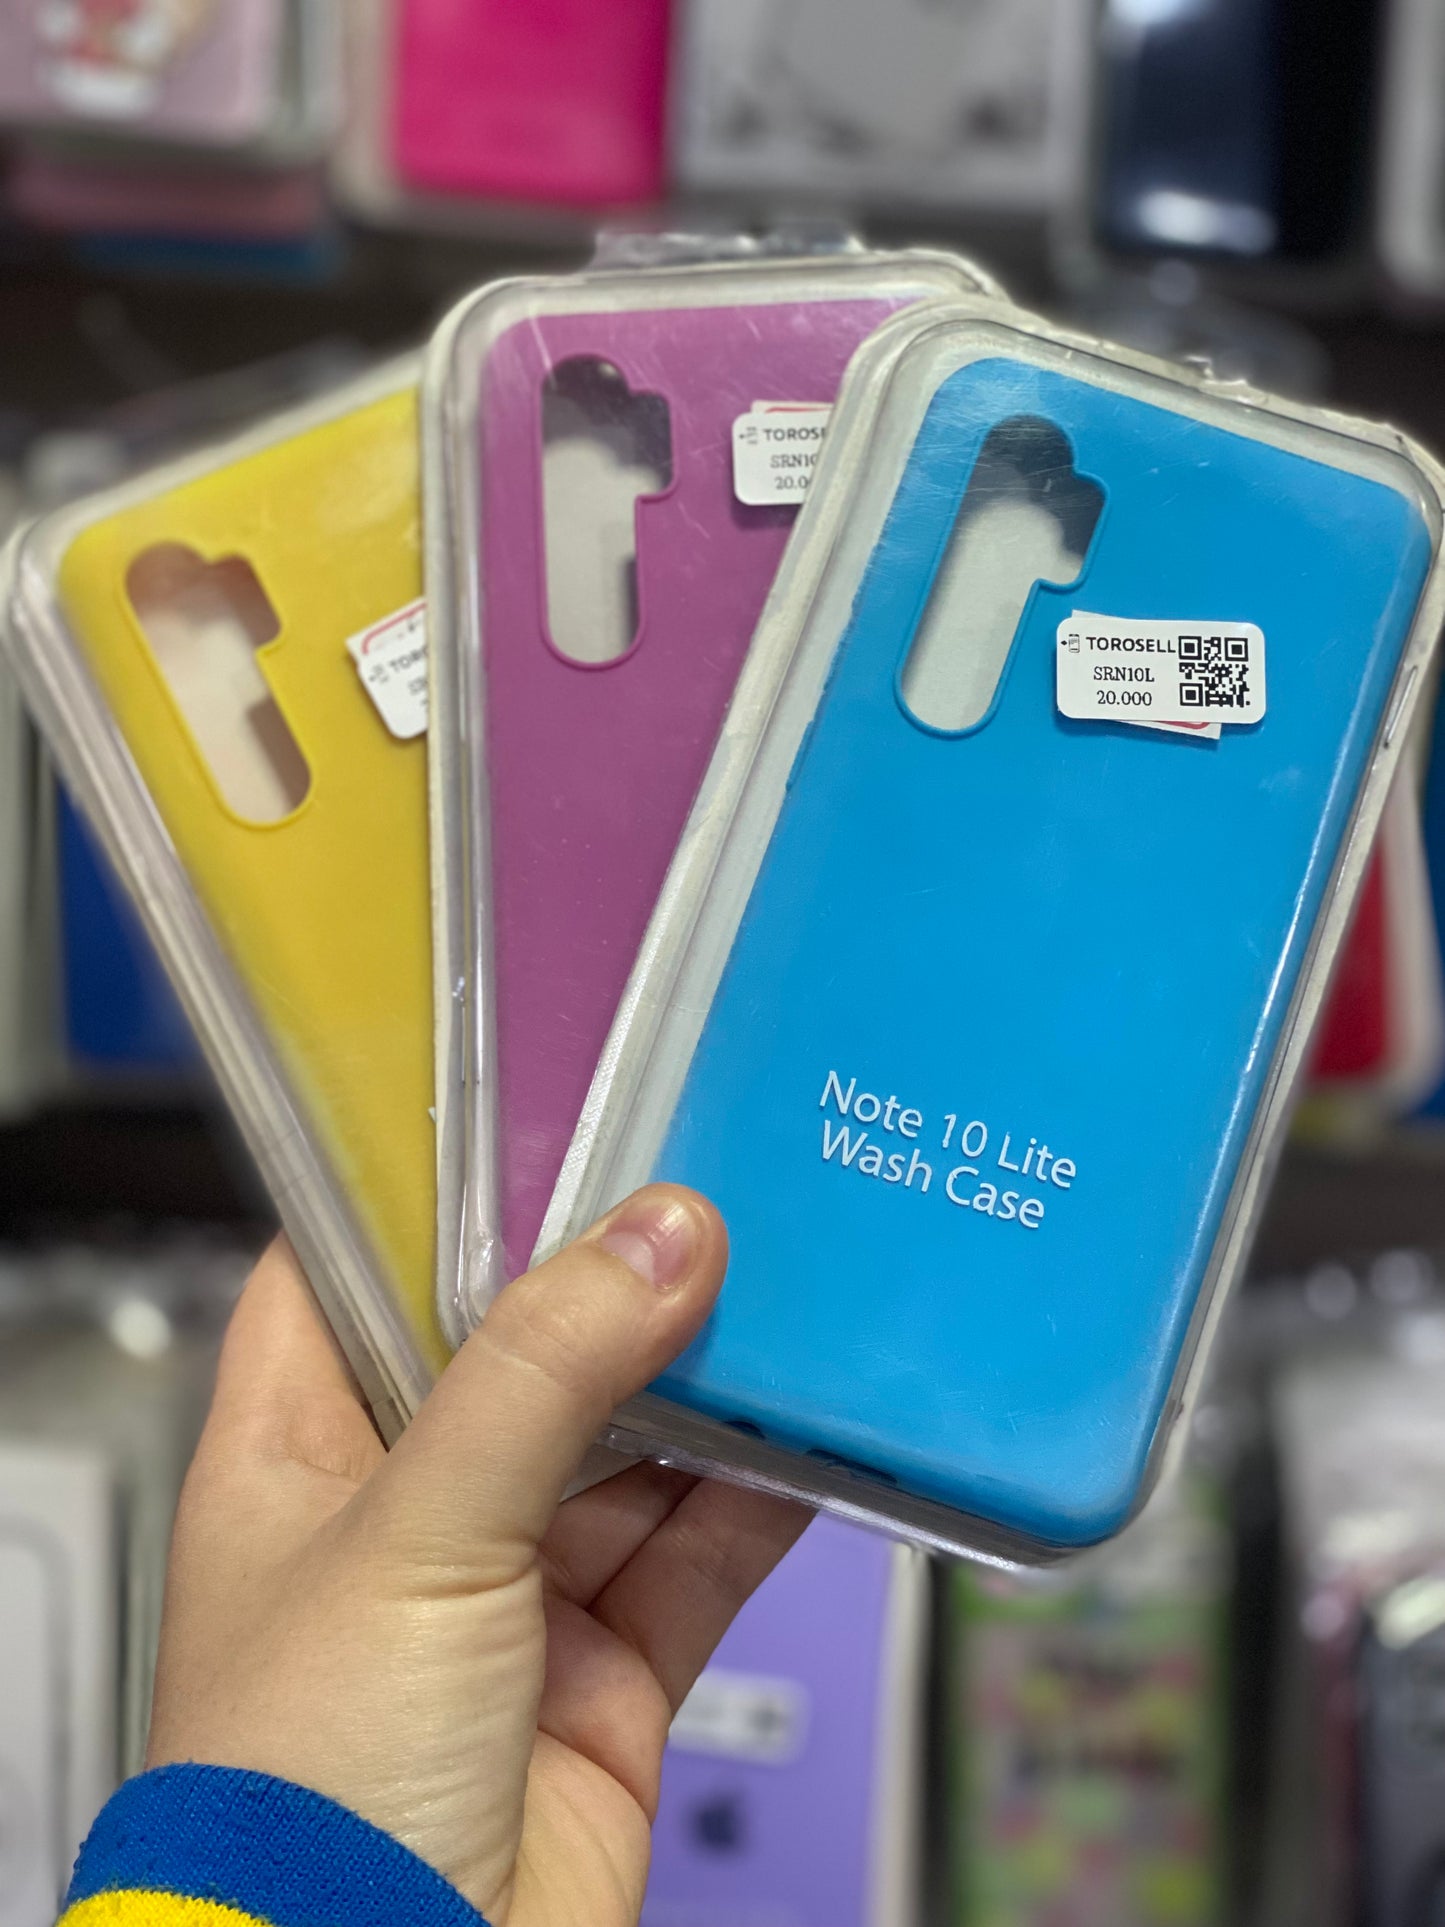 TOROSELL
SRN10L
20.000
Note 10 Lite
Wash Case